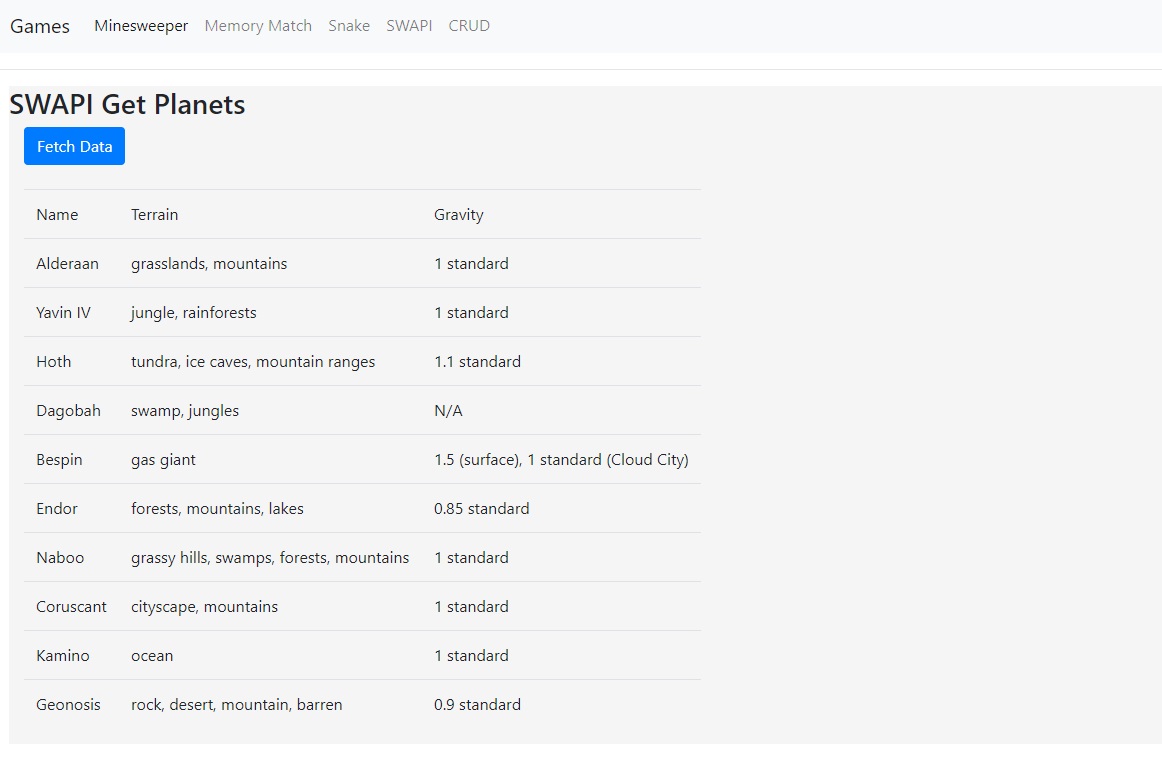 Games Minesweeper Memory Match Snake SWAPI CRUD
SWAPI Get Planets
Fetch Data
Name Terrain Gravity
Alderaan grasslands, mountains 1 standard
Yavin IV jungle, rainforests 1 standard
Hoth tundra, ice caves, mountain ranges 1.1 standard
Dagobah swamp, jungles N/A
Bespin gas giant 1.5 (surface), 1 standard (Cloud City)
Endor forests, mountains, lakes 0.85 standard
Naboo grassy hills, swamps, forests, mountains 1 standard
Coruscant cityscape, mountains 1 standard
Kamino ocean 1 standard
Geonosis rock, desert, mountain, barren 0.9 standard